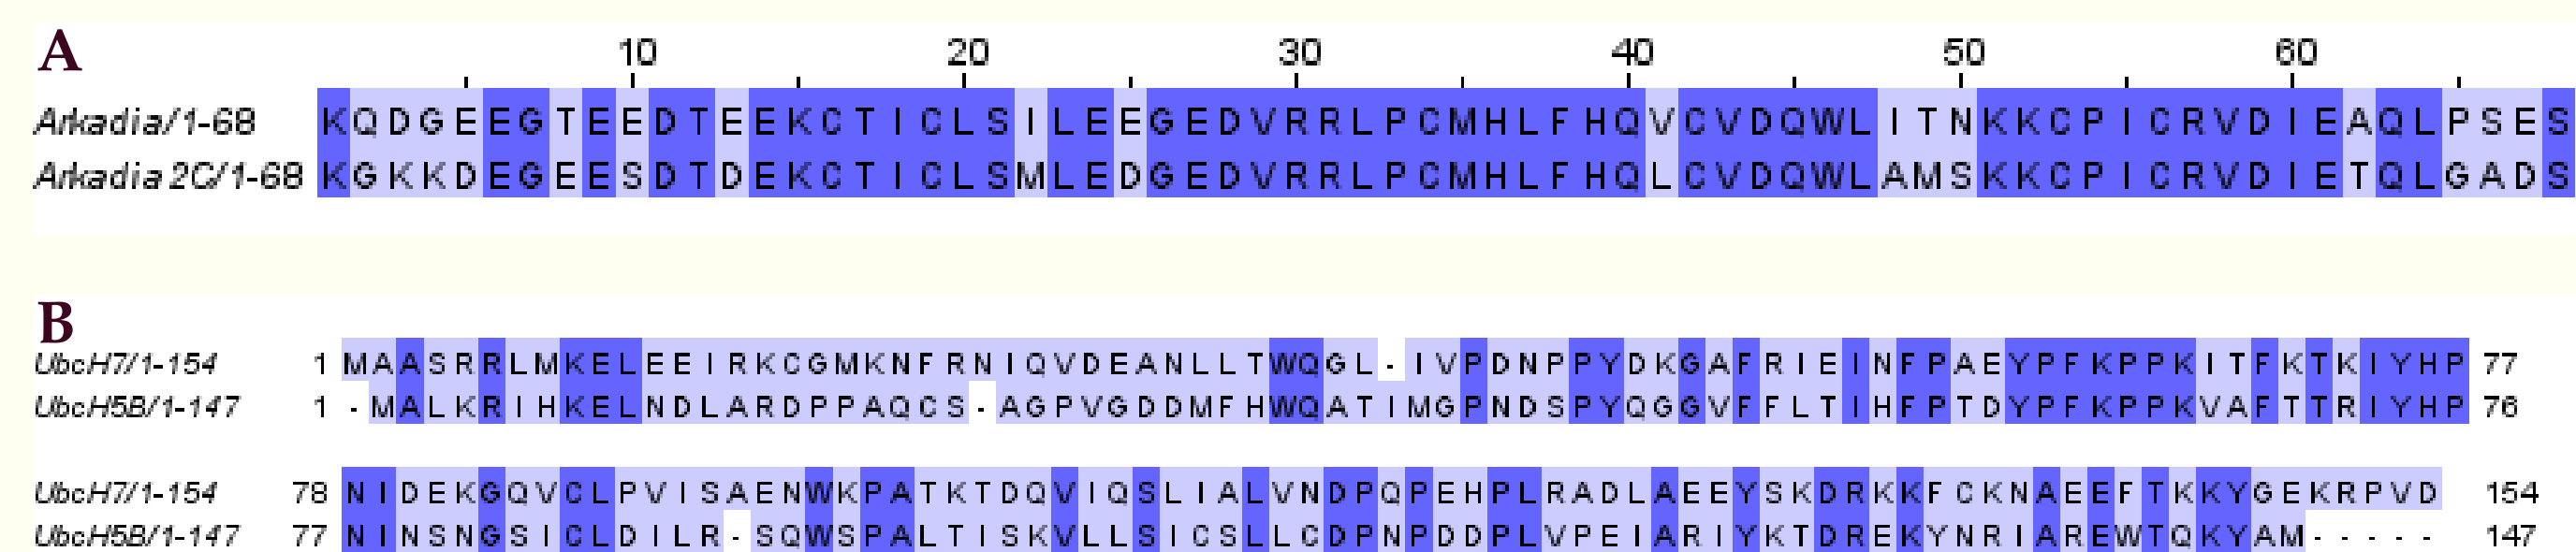 A
10 20 30 40 50 60
Arkadia/1-68 KQDGEEGTEEDTEEKCTICLSILEEGEDVRRLPCMHLFHQVCVDQWLITNKKCPICRVDIEAQLPSES
Arkadia 2C/1-68 KGKKDEGEESDTDEKCTICLSMLEDGEDVRRLPCMHLFHQLCVDQWLAMSKKCPICRVDIETQLGADS
B
UbcH7/1-154 1 MAASRRLMKELEEIRKCGMKNFRNIQVDEANLLTWQGL-IVPDNPPYDKGAFRIEINFPAEYPFKPPKITFKTKIYHP 77
UbcH5B/1-147 1 -MALKRIHKELNDLARDPPAQCS-AGPVGDDMFHWQATIMGPNDSPYQGGVFFLTIHFPTDYPFKPPKVAFTTRIYHP 76
UbcH7/1-154 78 NIDEKGQVCLPVISAENWKPATKTDQVIQSLIALVNDPQPEHPLRADLAEEYSKDRKKFCKNAEEFTKKYGEKRPVD 154
UbcH5B/1-147 77 NINSNGSICLDILR-SQWSPALTISKVLLSICSLLCDPNPDDPLVPEIARIYKTDREKYNRIAREWTQKYAM----- 147